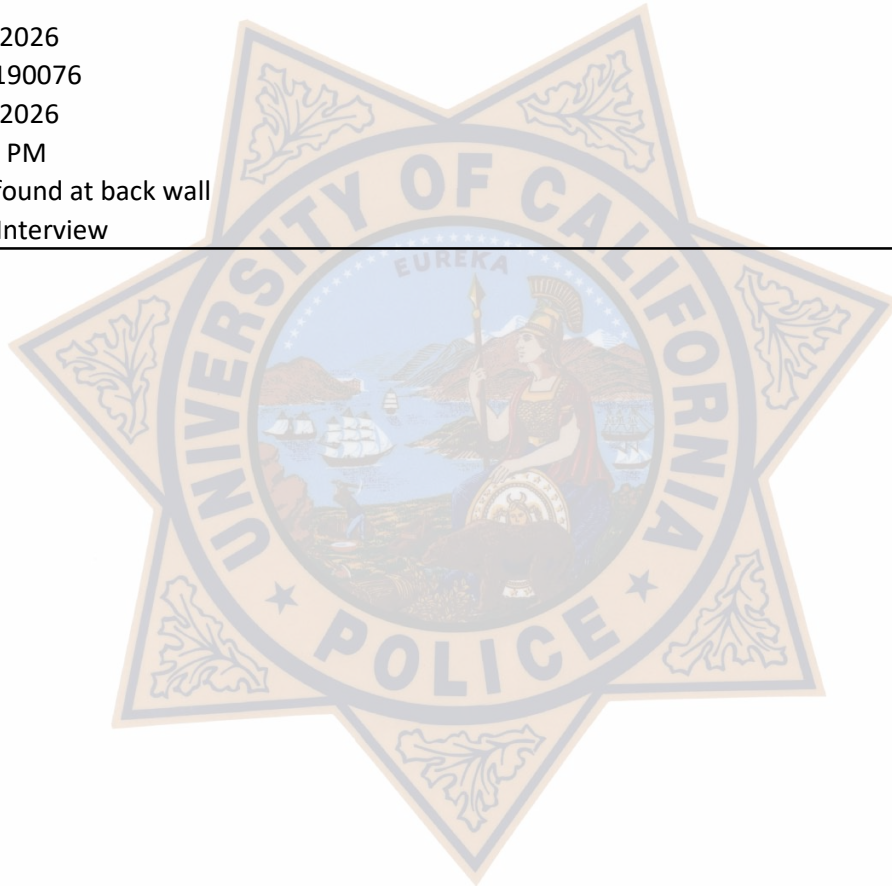 2026
190076
2026
PM
found at back wall
Interview
UNIVERSITY OF CALIFORNIA
EUREKA
POLICE